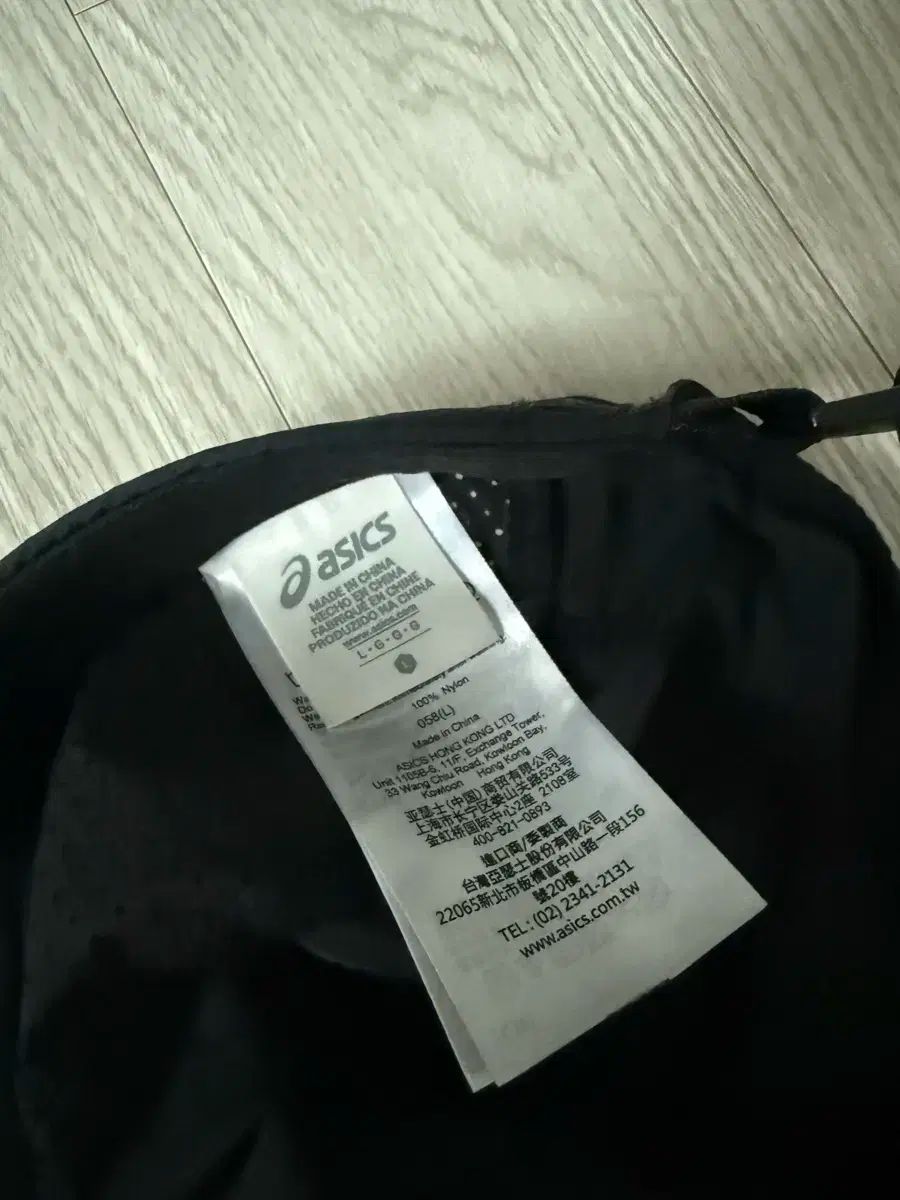 asics
MADE IN CHINA
HECHO EN CHINA
FABRIQUÉ EN CHINE
PRODUZIDO NA CHINA
www.asics.com
L·G·G·G
L
100% Nylon
058(L)
Made in China
ASICS HONG KONG LTD
Unit 1105B-6, 11/F, Exchange Tower,
33 Wang Chiu Road, Kowloon Bay,
Kowloon Hong Kong
亚瑟士(中国)商贸有限公司
上海市长宁区娄山关路533号
金虹桥国际中心2座 2108室
400-821-0893
進口商/委製商
台灣亞瑟士股份有限公司
22065新北市板橋區中山路一段156
號20樓
TEL:(02) 2341-2131
www.asics.com.tw